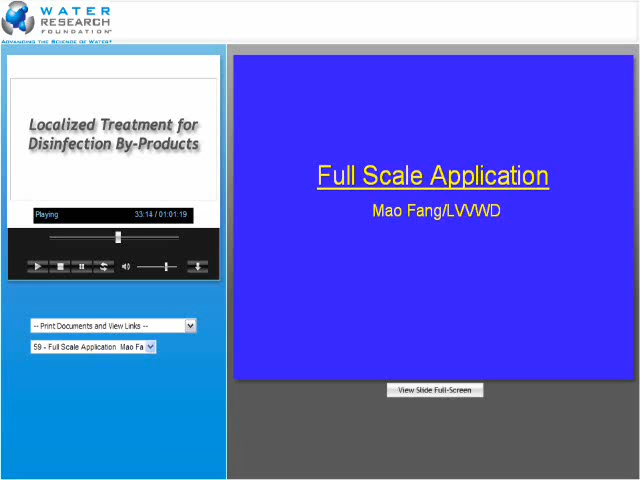 WATER
RESEARCH
FOUNDATION
ADVANCING THE SCIENCE OF WATER
Localized Treatment for
Disinfection By-Products
Playing 33:14 / 01:01:19
-- Print Documents and View Links --
59 - Full Scale Application Mao Fa
Full Scale Application
Mao Fang/LVVWD
View Slide Full-Screen